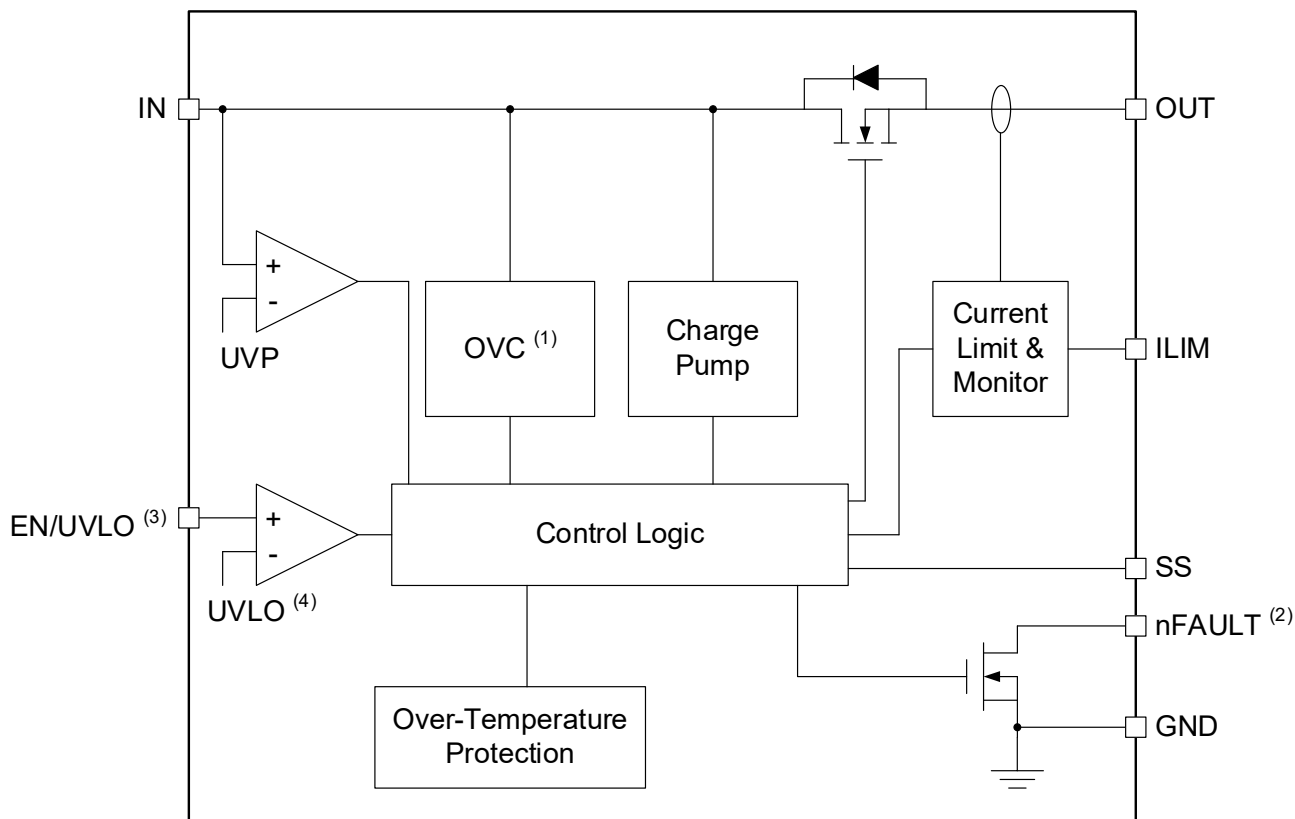 IN
OUT
+
-
UVP
OVC (1)
Charge
Pump
Current
Limit &
Monitor
ILIM
EN/UVLO (3)
+
-
UVLO (4)
Control Logic
SS
nFAULT (2)
Over-Temperature
Protection
GND